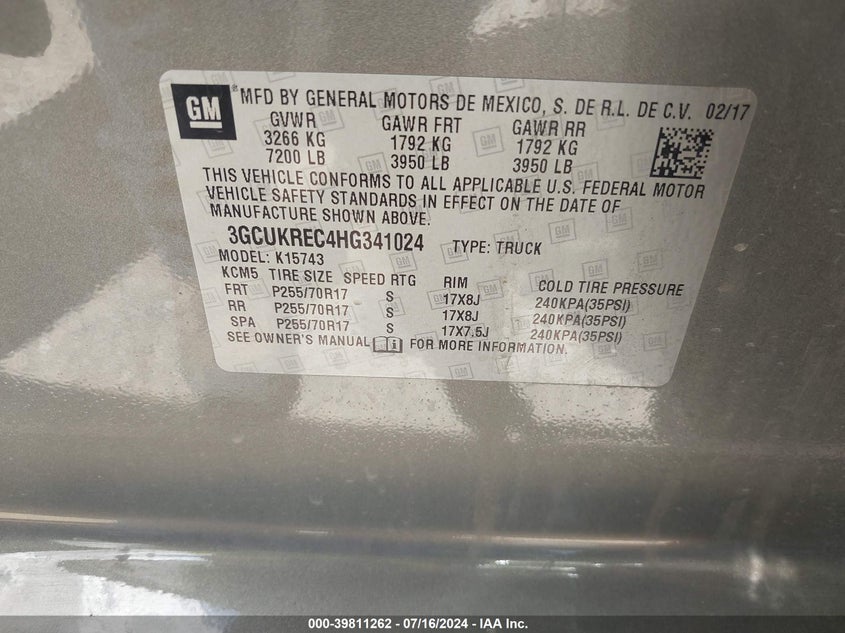 GM
® MFD BY GENERAL MOTORS DE MEXICO, S. DE R.L. DE C.V. 02/17
GVWR GAWR FRT GAWR RR
3266 KG 1792 KG 1792 KG
7200 LB 3950 LB 3950 LB
THIS VEHICLE CONFORMS TO ALL APPLICABLE U.S. FEDERAL MOTOR
VEHICLE SAFETY STANDARDS IN EFFECT ON THE DATE OF
MANUFACTURE SHOWN ABOVE.
3GCUKREC4HG341024 TYPE: TRUCK
MODEL: K15743
KCM5 TIRE SIZE SPEED RTG RIM COLD TIRE PRESSURE
FRT P255/70R17 S 17X8J 240KPA(35PSI)
RR P255/70R17 S 17X8J 240KPA(35PSI)
SPA P255/70R17 S 17X7.5J 240KPA(35PSI)
SEE OWNER'S MANUAL i FOR MORE INFORMATION.
000-39811262 - 07/16/2024 - IAA Inc.